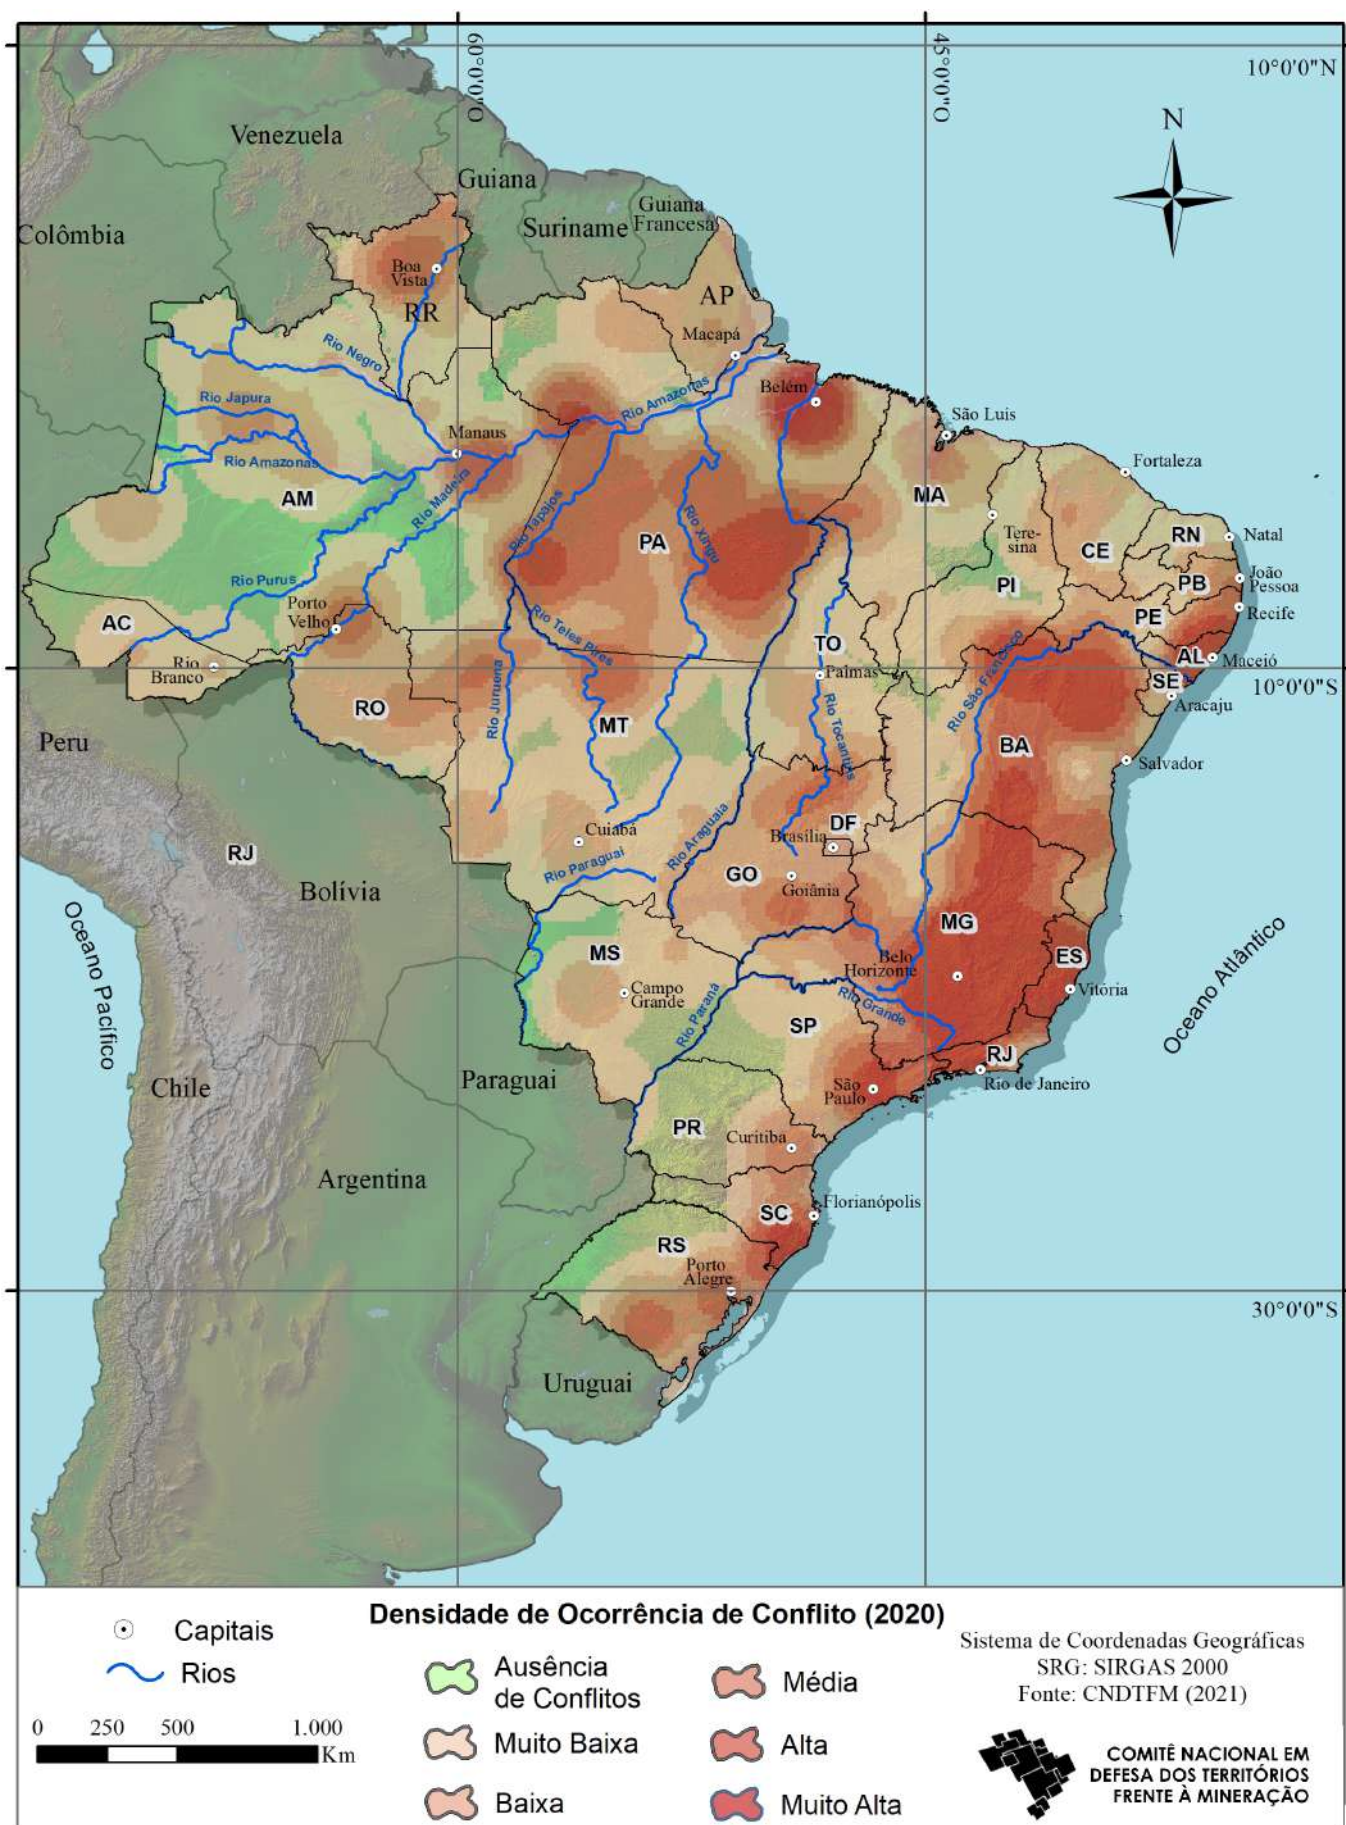 60°0'0"O
45°0'0"O
10°0'0"N
N
Venezuela
Guiana
Suriname
Guiana
Francesa
Colômbia
Boa
Vista
RR
AP
Macapá
Rio Negro
Rio Japura
Rio Amazonas
Belém
São Luis
Manaus
Rio Amazonas
Rio Madeira
AM
Fortaleza
MA
Rio Tapajos
PA
Rio Xingu
Tere-
sina
CE
RN
Natal
Rio Purus
PI
PB
João
Pessoa
Porto
Velho
AC
Rio Teles Pires
PE
Recife
Rio
Branco
TO
Palmas
Rio São Francisco
AL
Maceió
SE
10°0'0"S
Aracaju
RO
Rio Juruena
MT
Rio Tocantins
Peru
BA
Salvador
Cuiabá
Rio Araguaia
DF
Brasília
RJ
Rio Paraguai
GO
Goiânia
Bolívia
Oceano Pacífico
MS
MG
Belo
Horizonte
ES
Oceano Atlântico
Campo
Grande
Vitória
Rio Paraná
Rio Grande
SP
RJ
Rio de Janeiro
Chile
Paraguai
São
Paulo
PR
Curitiba
Argentina
SC
Florianópolis
RS
Porto
Alegre
30°0'0"S
Uruguai
Densidade de Ocorrência de Conflito (2020)
Capitais
Rios
0 250 500 1.000
Km
Ausência
de Conflitos
Muito Baixa
Baixa
Média
Alta
Muito Alta
Sistema de Coordenadas Geográficas
SRG: SIRGAS 2000
Fonte: CNDTFM (2021)
COMITÊ NACIONAL EM
DEFESA DOS TERRITÓRIOS
FRENTE À MINERAÇÃO